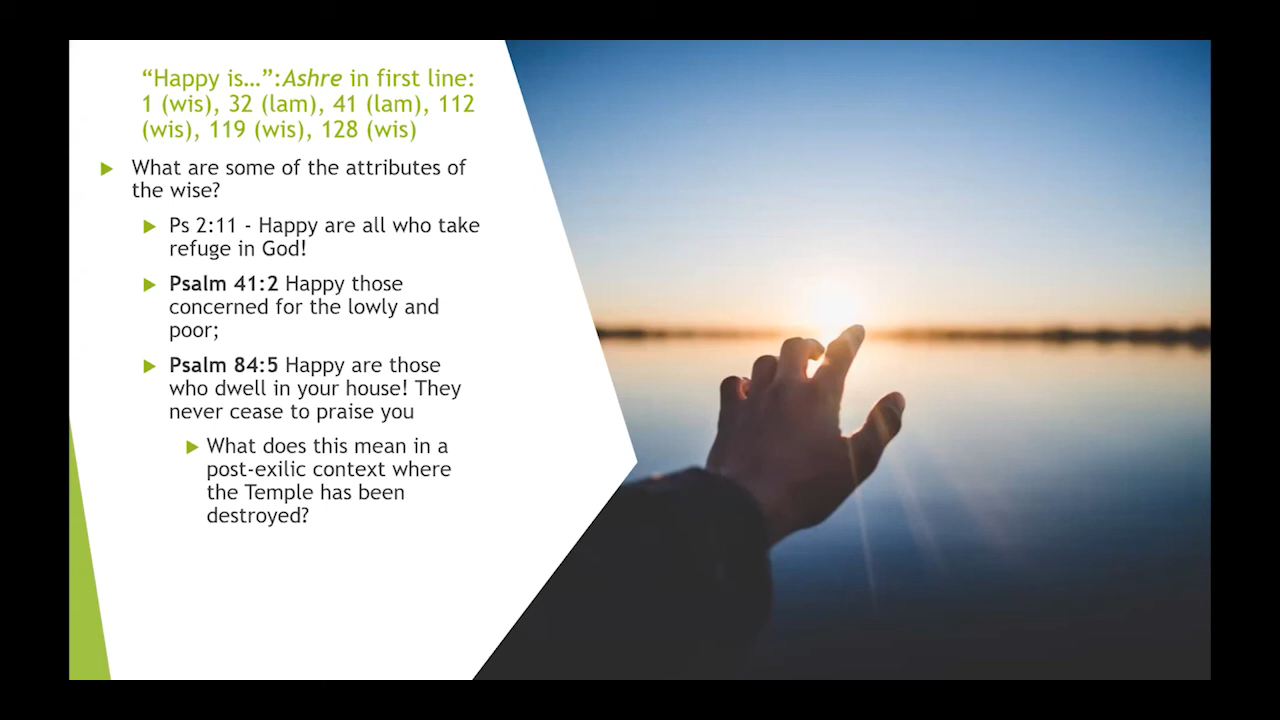 “Happy is…”:Ashre in first line:
1 (wis), 32 (lam), 41 (lam), 112
(wis), 119 (wis), 128 (wis)
What are some of the attributes of
the wise?
Ps 2:11 - Happy are all who take
refuge in God!
Psalm 41:2 Happy those
concerned for the lowly and
poor;
Psalm 84:5 Happy are those
who dwell in your house! They
never cease to praise you
What does this mean in a
post-exilic context where
the Temple has been
destroyed?